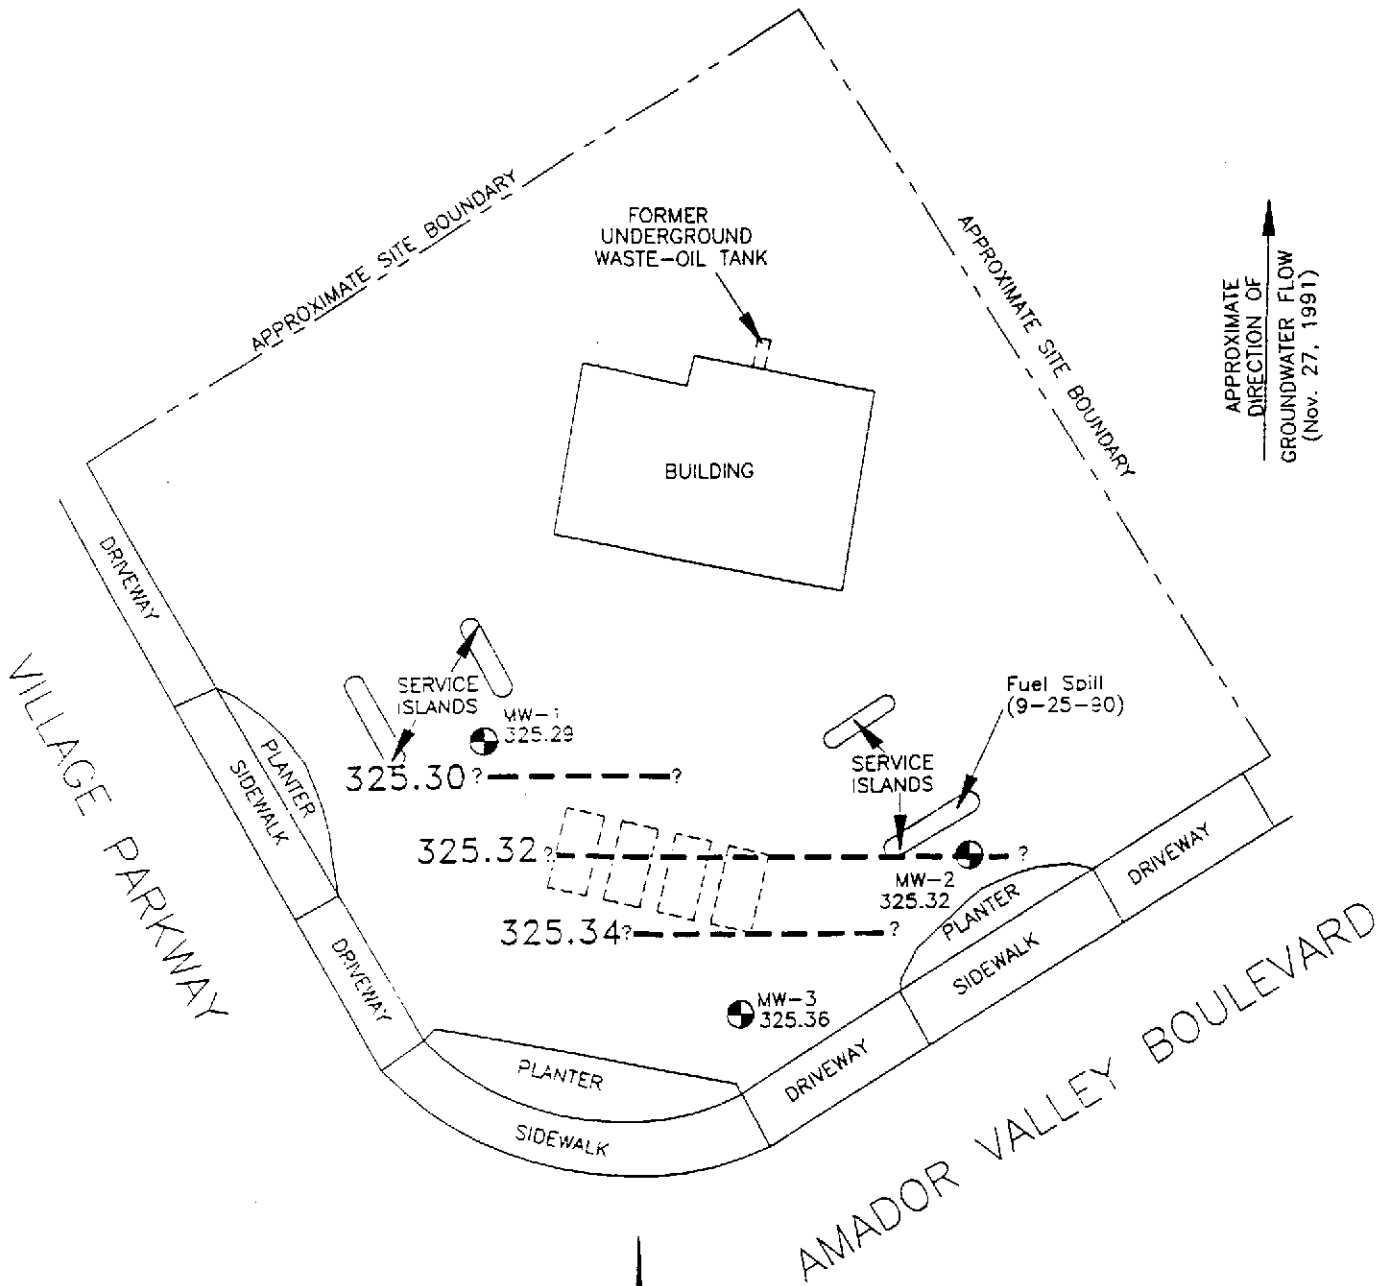 APPROXIMATE SITE BOUNDARY
FORMER
UNDERGROUND
WASTE-OIL TANK
APPROXIMATE SITE BOUNDARY
APPROXIMATE
DIRECTION OF
GROUNDWATER FLOW
(Nov. 27, 1991)
BUILDING
DRIVEWAY
VILLAGE PARKWAY
SERVICE
ISLANDS
MW-1
325.29
Fuel Spill
(9-25-90)
SERVICE
ISLANDS
PLANTER
SIDEWALK
325.30 ? ?
325.32 ? ?
MW-2
325.32
325.34 ? ?
DRIVEWAY
PLANTER
SIDEWALK
DRIVEWAY
MW-3
325.36
DRIVEWAY
PLANTER
SIDEWALK
AMADOR VALLEY BOULEVARD